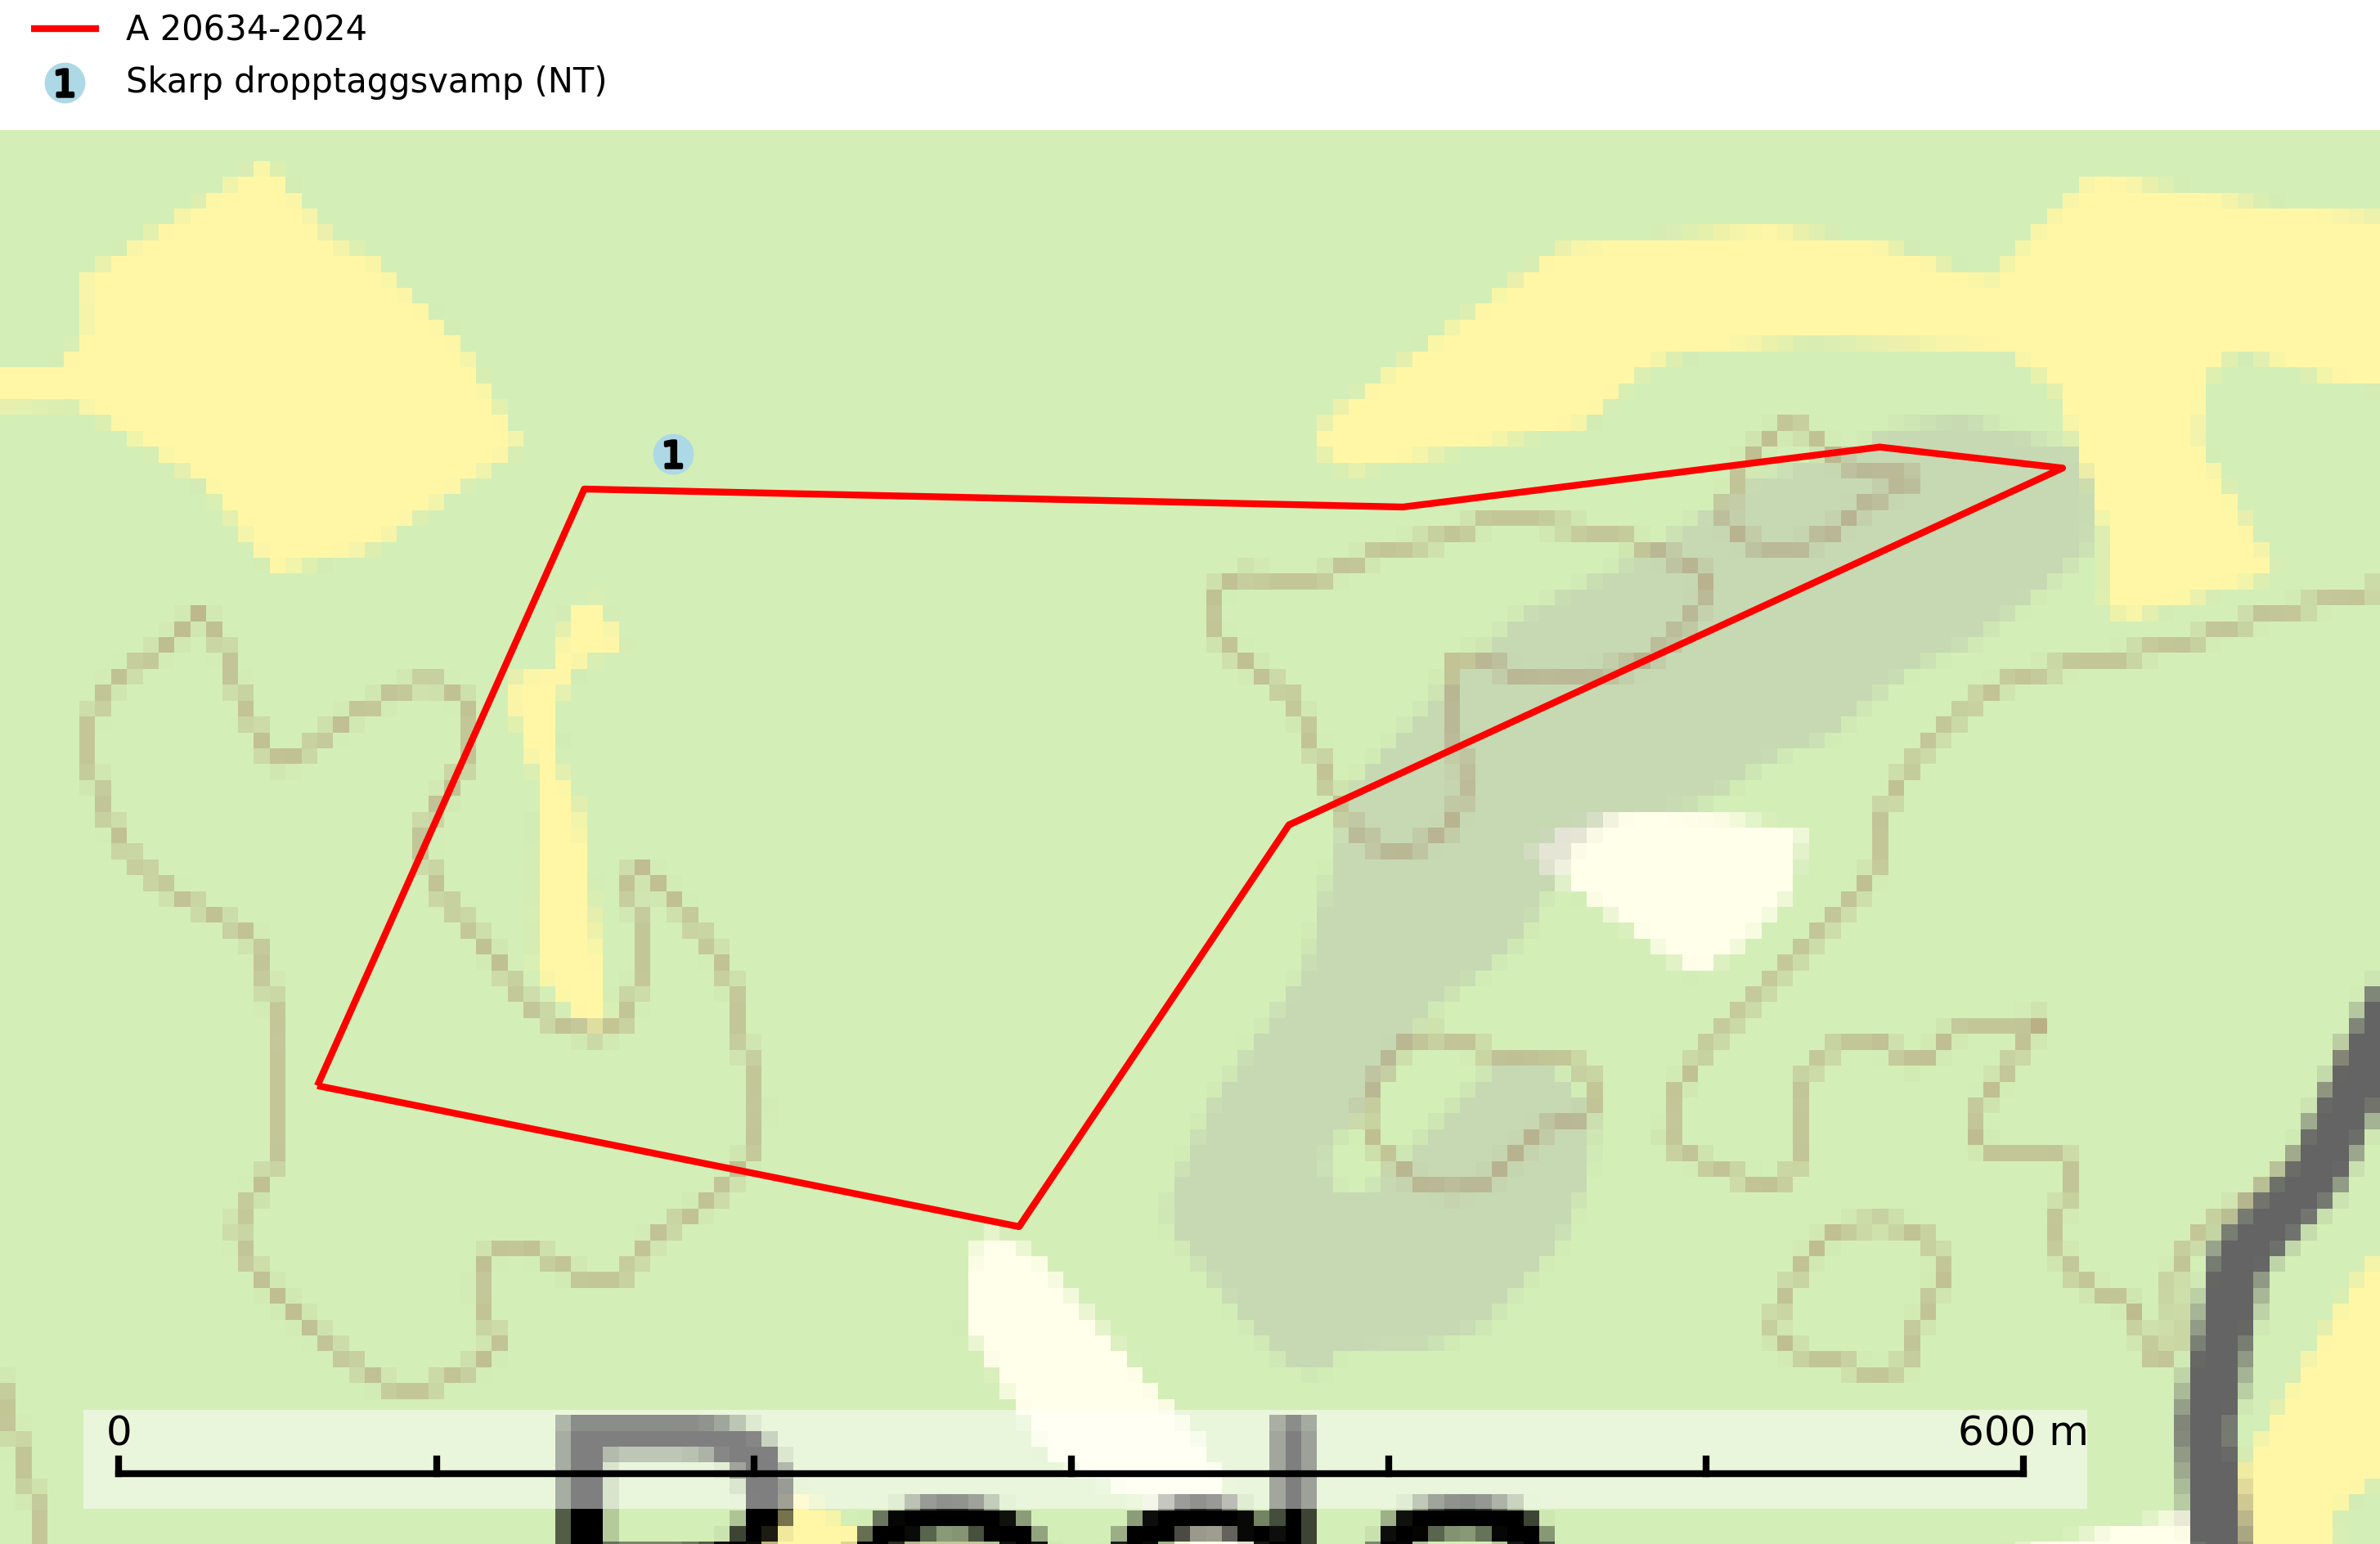 A 20634-2024
1 Skarp dropptaggsvamp (NT)
1
0 600 m